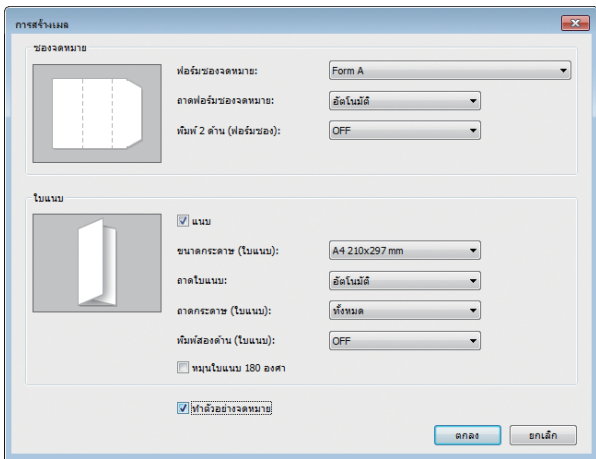 การสร้างเมล
ซองจดหมาย
ฟอร์มซองจดหมาย: Form A
ถาดฟอร์มซองจดหมาย: อัตโนมัติ
พิมพ์ 2 ด้าน (ฟอร์มซอง): OFF
ใบแนบ
แนบ
ขนาดกระดาษ (ใบแนบ): A4 210x297 mm
ถาดใบแนบ: อัตโนมัติ
ถาดกระดาษ (ใบแนบ): ทั้งหมด
พิมพ์สองด้าน (ใบแนบ): OFF
หมุนใบแนบ 180 องศา
ทำตัวอย่างจดหมาย
ตกลง ยกเลิก